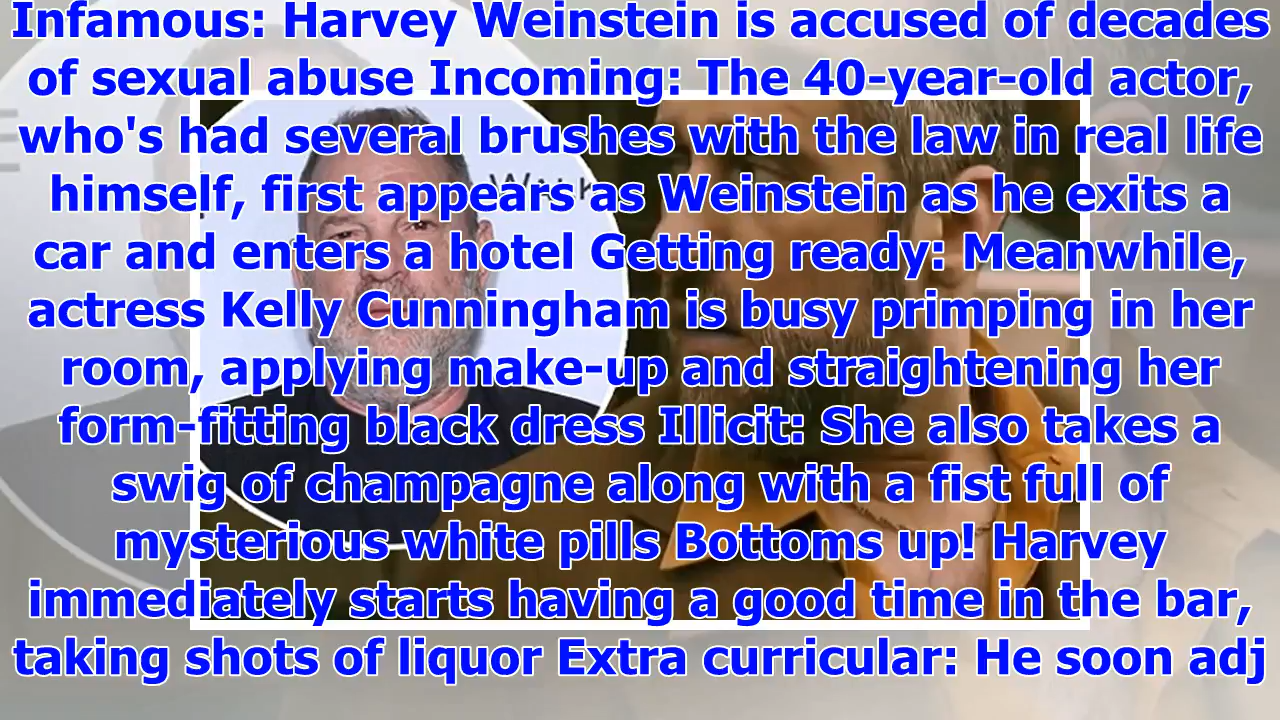 Infamous: Harvey Weinstein is accused of decades
of sexual abuse Incoming: The 40-year-old actor,
who's had several brushes with the law in real life
himself, first appears as Weinstein as he exits a
car and enters a hotel Getting ready: Meanwhile,
actress Kelly Cunningham is busy primping in her
room, applying make-up and straightening her
form-fitting black dress Illicit: She also takes a
swig of champagne along with a fist full of
mysterious white pills Bottoms up! Harvey
immediately starts having a good time in the bar,
taking shots of liquor Extra curricular: He soon adj